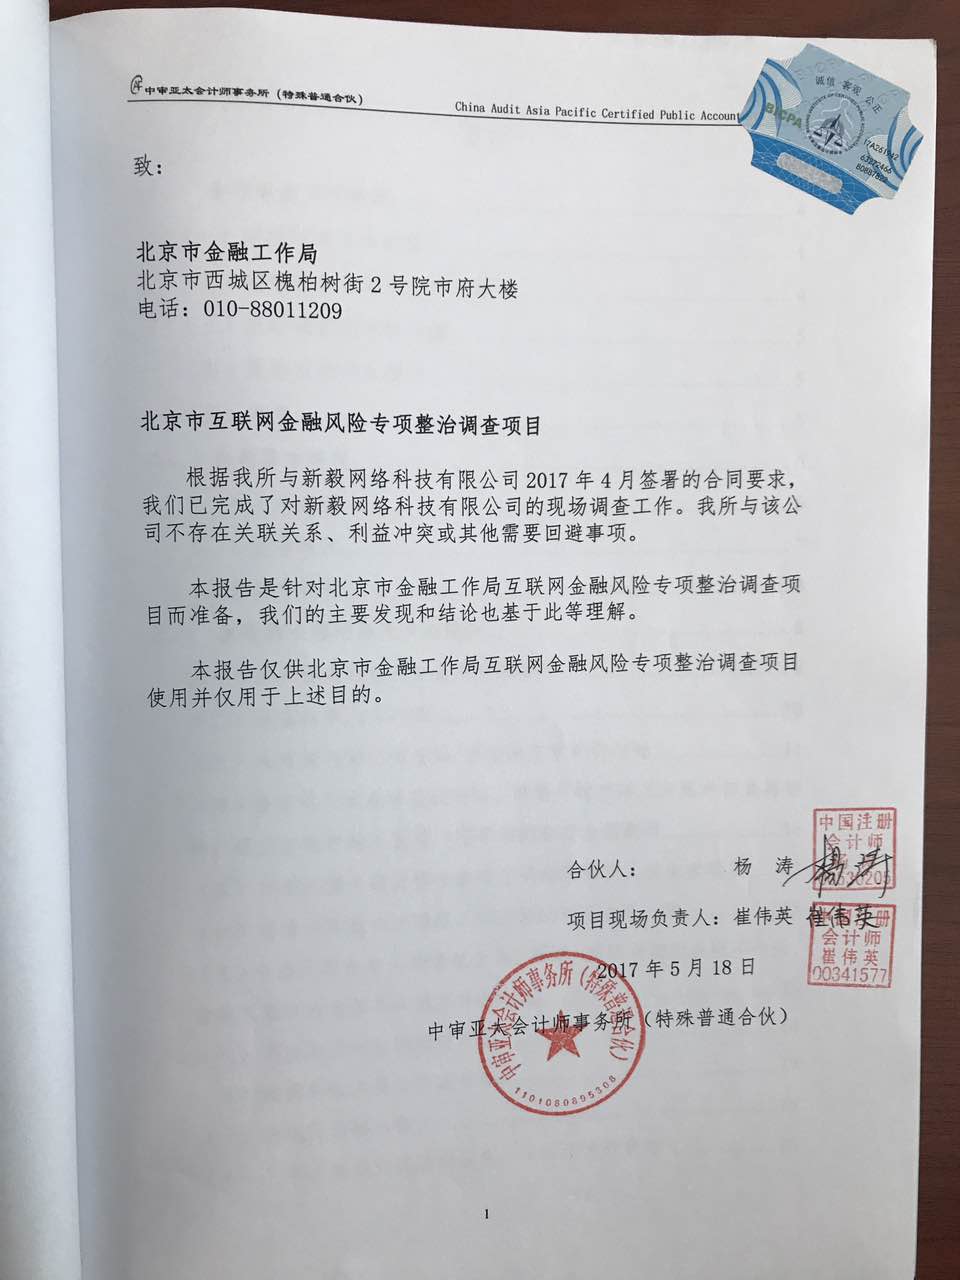 中审亚太会计师事务所（特殊普通合伙）
China Audit Asia Pacific Certified Public Account
诚信 客观 公正
BICPA
17A261942
致：
北京市金融工作局
北京市西城区槐柏树街2号院市府大楼
电话：010-88011209
北京市互联网金融风险专项整治调查项目
根据我所与新毅网络科技有限公司2017年4月签署的合同要求，
我们已完成了对新毅网络科技有限公司的现场调查工作。我所与该公
司不存在关联关系、利益冲突或其他需要回避事项。
本报告是针对北京市金融工作局互联网金融风险专项整治调查项
目而准备，我们的主要发现和结论也基于此等理解。
本报告仅供北京市金融工作局互联网金融风险专项整治调查项目
使用并仅用于上述目的。
中国注册
会计师
合伙人： 杨 涛 杨涛
项目现场负责人：崔伟英 崔伟英
中国注册
会计师
崔伟英
00341577
2017年5月18日
中审亚太会计师事务所（特殊普通合伙）
中审亚太会计师事务所（特殊普通合伙）
1101080895308
1